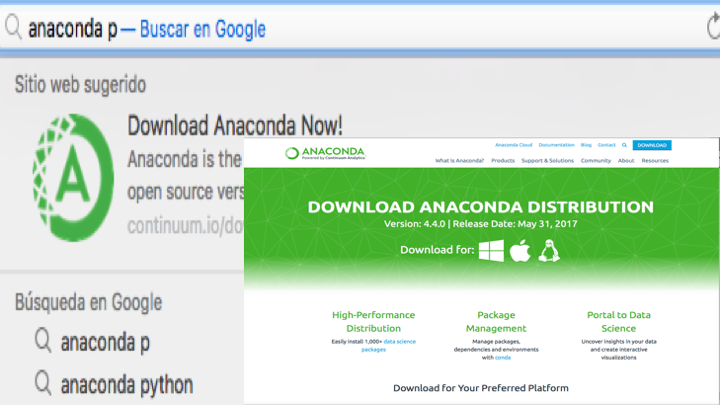 anaconda p — Buscar en Google
Sitio web sugerido
Download Anaconda Now!
Anaconda is the
open source vers
continuum.io/do
Búsqueda en Google
anaconda p
anaconda python
ANACONDA
Powered by Continuum Analytics
Anaconda Cloud Documentation Blog Contact DOWNLOAD
What Is Anaconda? Products Support & Solutions Community About Resources
DOWNLOAD ANACONDA DISTRIBUTION
Version: 4.4.0 | Release Date: May 31, 2017
Download for:
High-Performance
Distribution
Easily install 1,000+ data science
packages
Package
Management
Manage packages,
dependencies and environments
with conda
Portal to Data
Science
Uncover insights in your data
and create interactive
visualizations
Download for Your Preferred Platform